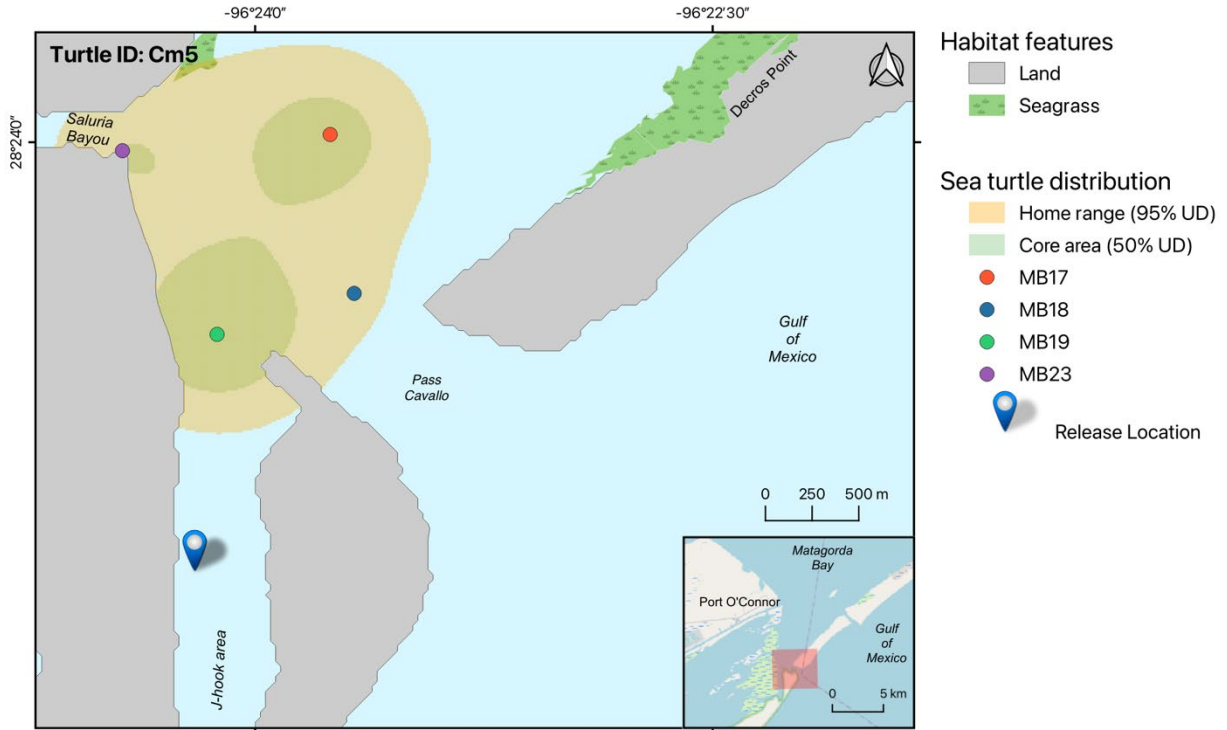 -96°24'0"
-96°22'30"
28°24'0"
Turtle ID: Cm5
Saluria
Bayou
Decros Point
Gulf
of
Mexico
Pass
Cavallo
J-hook area
0 250 500 m
Matagorda
Bay
Port O'Connor
Gulf
of
Mexico
0 5 km
Habitat features
Land
Seagrass
Sea turtle distribution
Home range (95% UD)
Core area (50% UD)
MB17
MB18
MB19
MB23
Release Location